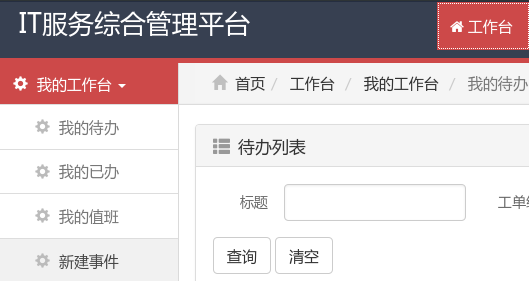 IT服务综合管理平台
工作台
我的工作台
首页 / 工作台 / 我的工作台 / 我的待办
我的待办
我的已办
我的值班
新建事件
待办列表
标题
工单
查询 清空